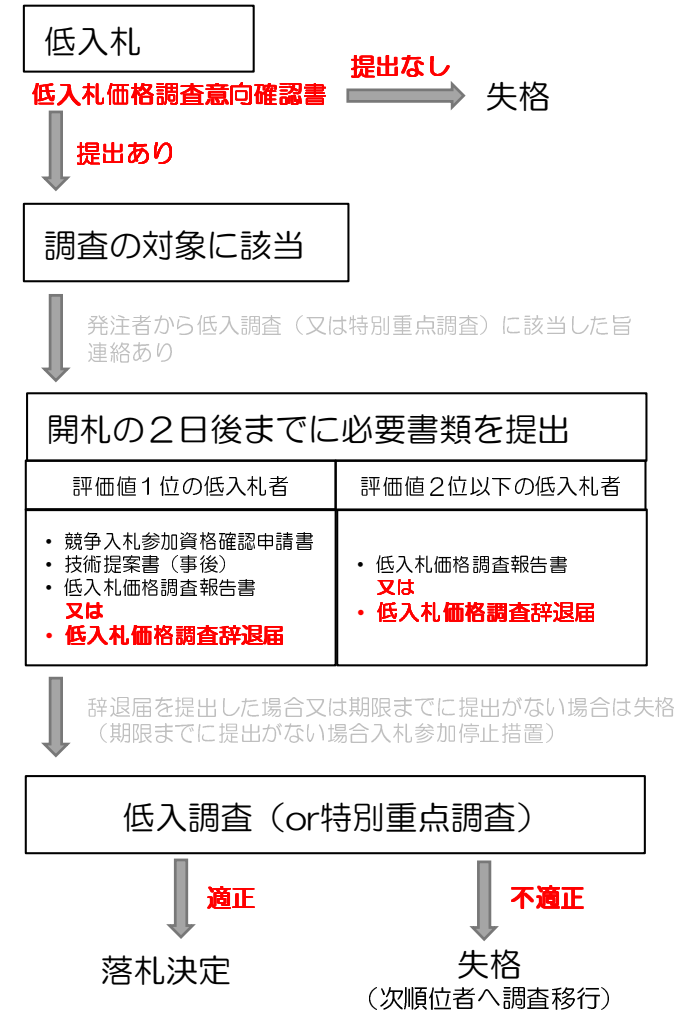 低入札
低入札価格調査意向確認書
提出なし
失格
提出あり
調査の対象に該当
発注者から低入調査（又は特別重点調査）に該当した旨
連絡あり
開札の２日後までに必要書類を提出
評価値１位の低入札者
評価値２位以下の低入札者
・ 競争入札参加資格確認申請書
・ 技術提案書（事後）
・ 低入札価格調査報告書
又は
・ 低入札価格調査辞退届
・ 低入札価格調査報告書
又は
・ 低入札価格調査辞退届
辞退届を提出した場合又は期限までに提出がない場合は失格
（期限までに提出がない場合入札参加停止措置）
低入調査（or特別重点調査）
適正
不適正
落札決定
失格
（次順位者へ調査移行）